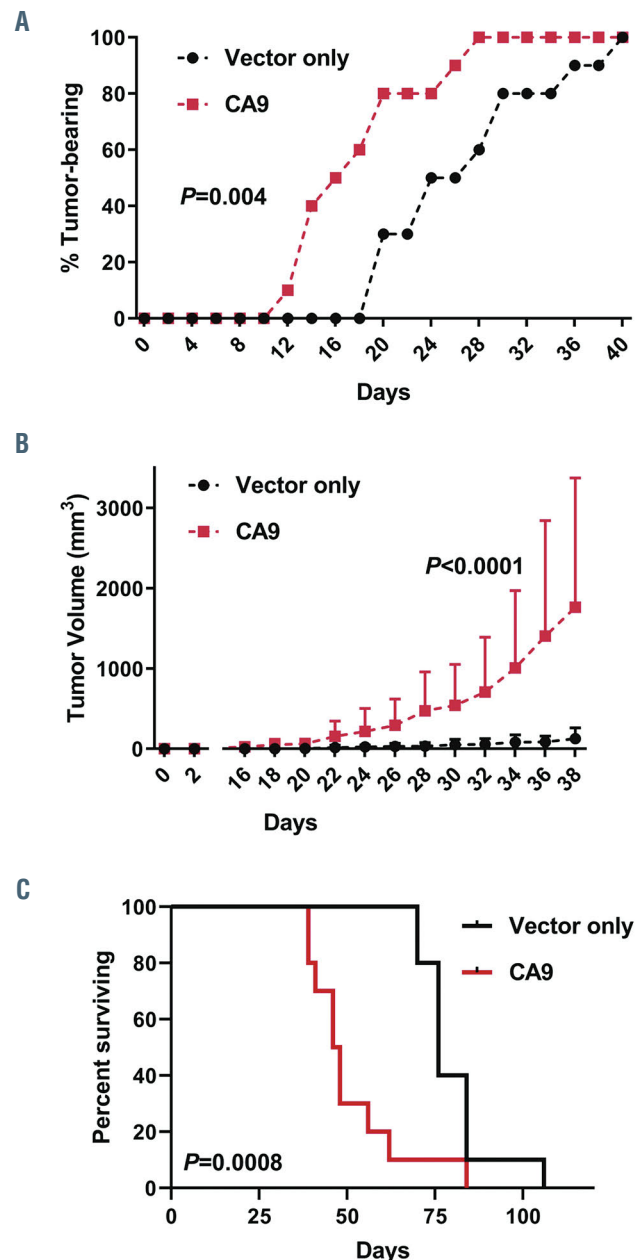 A
100
80
60
40
20
0
% Tumor-bearing
Vector only
CA9
P=0.004
0 4 8 12 16 20 24 28 32 36 40
Days
B
3000
2000
1000
0
Tumor Volume (mm³)
Vector only
CA9
P<0.0001
0 2 16 18 20 22 24 26 28 30 32 34 36 38
Days
C
100
80
60
40
20
0
Percent surviving
Vector only
CA9
P=0.0008
0 25 50 75 100
Days